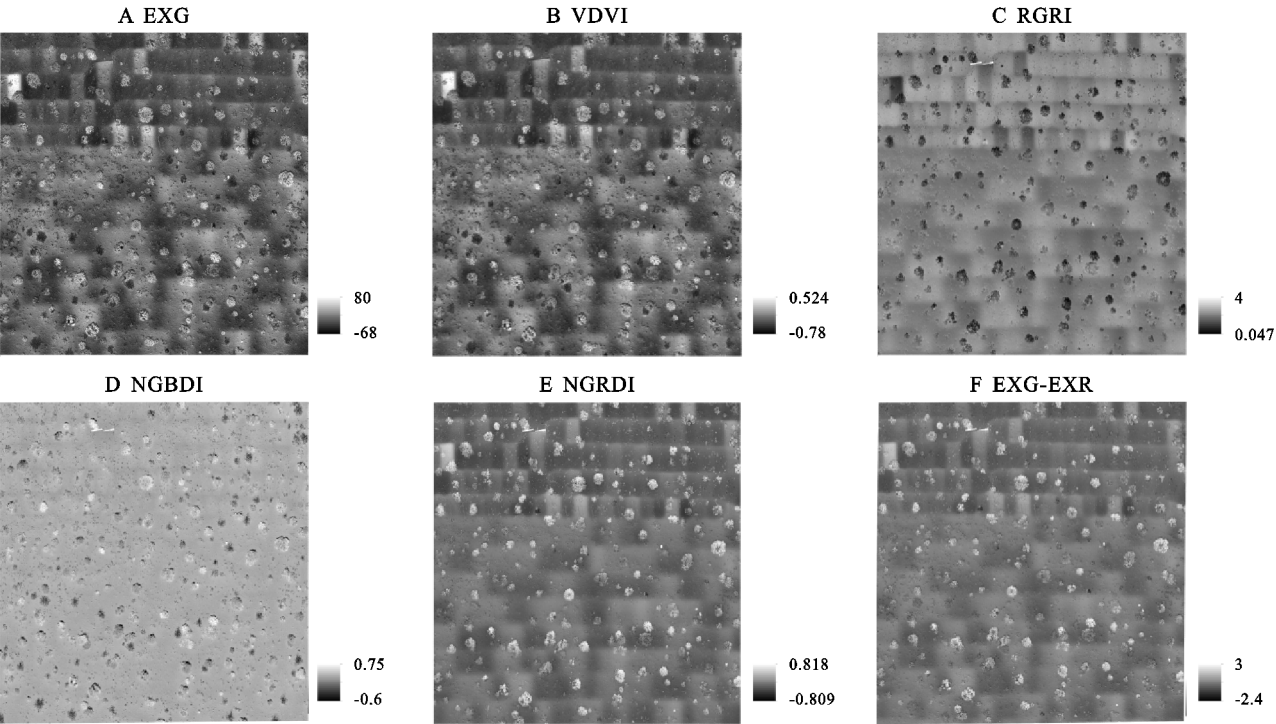 A EXG
B VDVI
C RGRI
80
-68
0.524
-0.78
4
0.047
D NGBDI
E NGRDI
F EXG-EXR
0.75
-0.6
0.818
-0.809
3
-2.4